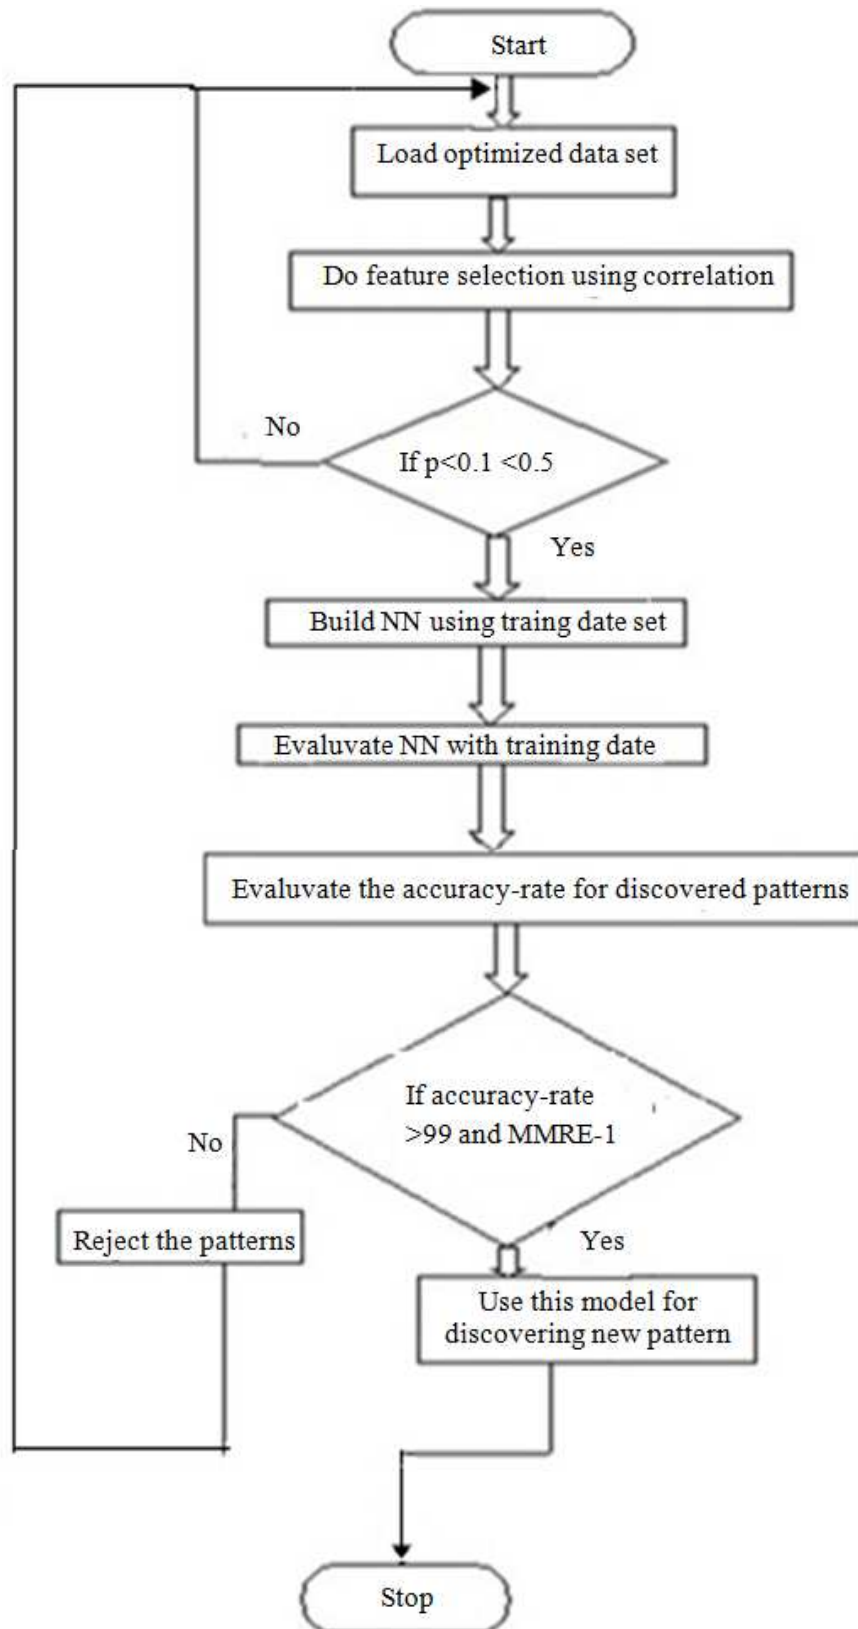 Start
Load optimized data set
Do feature selection using correlation
No
If p<0.1 <0.5
Yes
Build NN using traing date set
Evaluvate NN with training date
Evaluvate the accuracy-rate for discovered patterns
If accuracy-rate
>99 and MMRE-1
No
Reject the patterns
Yes
Use this model for
discovering new pattern
Stop